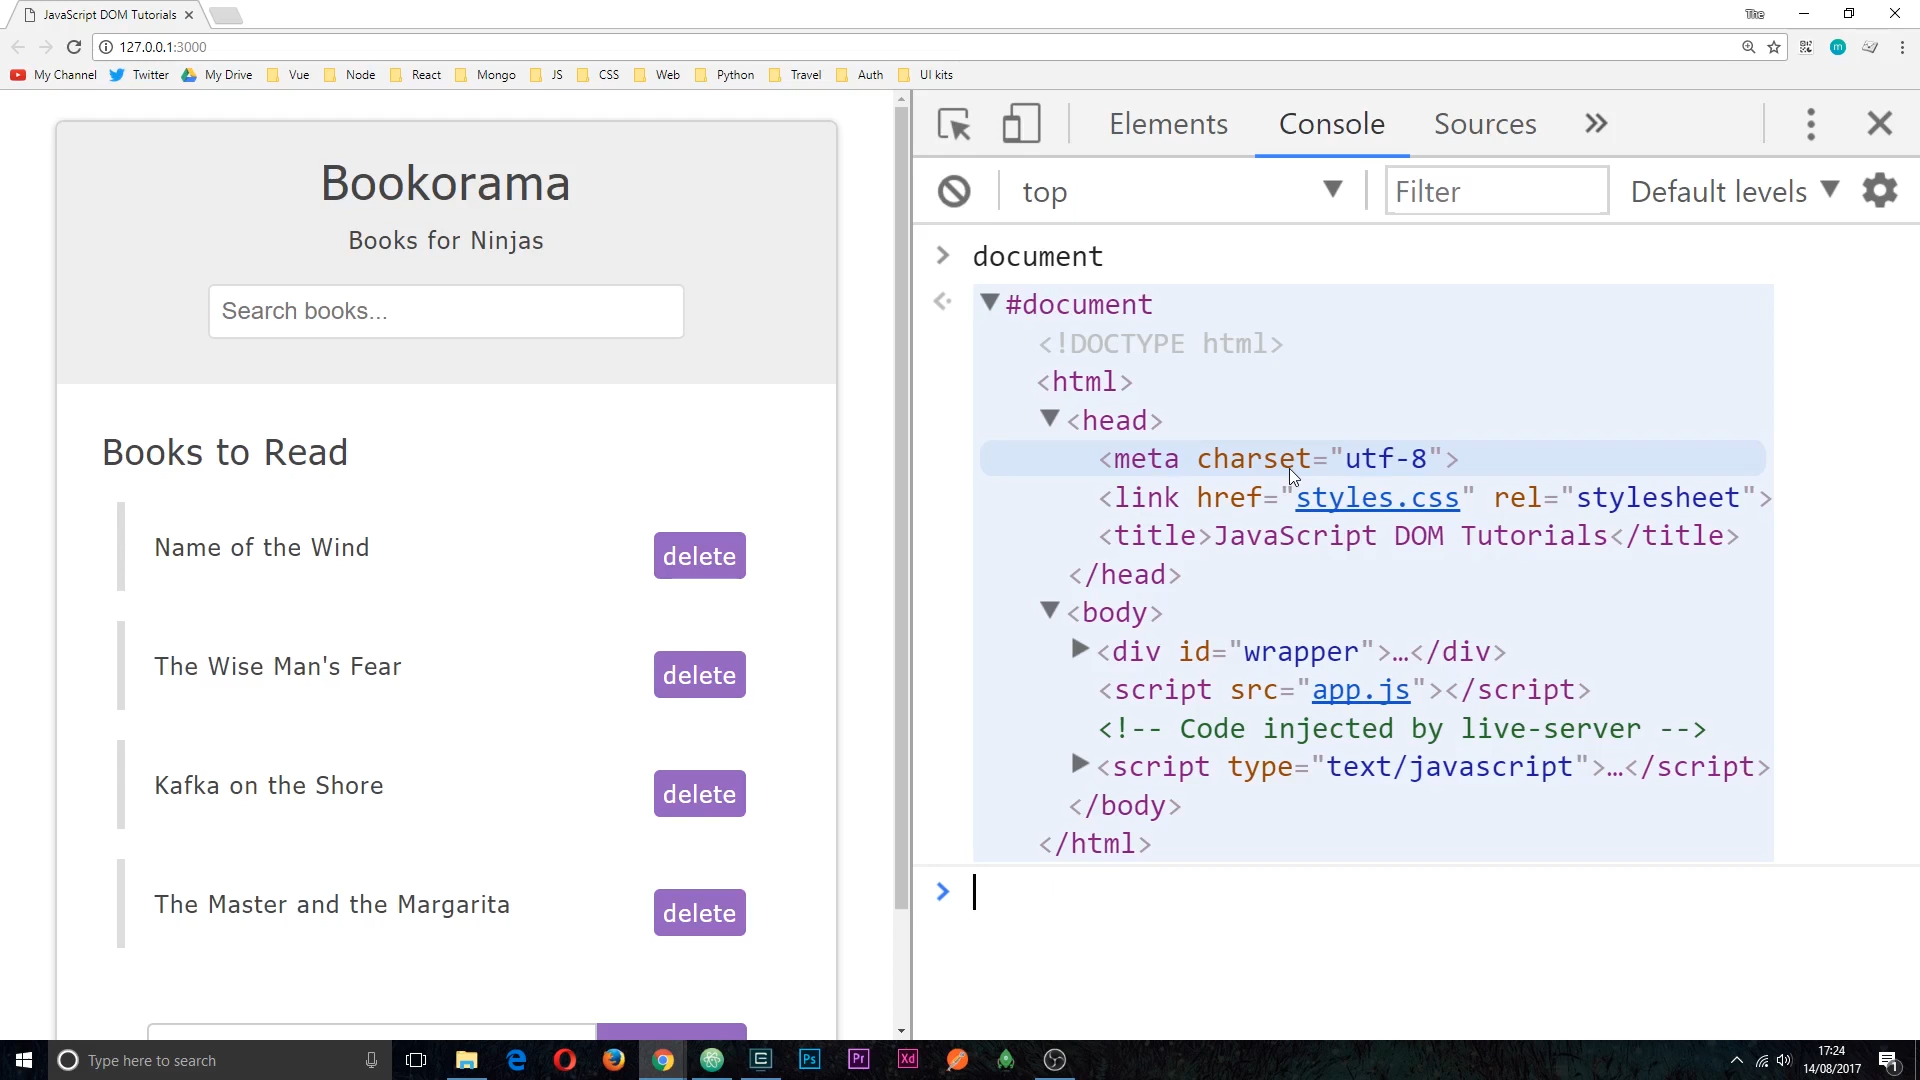 JavaScript DOM Tutorials
The
127.0.0.1:3000
My Channel Twitter My Drive Vue Node React Mongo JS CSS Web Python Travel Auth UI kits
Bookorama
Books for Ninjas
Search books...
Books to Read
Name of the Wind
delete
The Wise Man's Fear
delete
Kafka on the Shore
delete
The Master and the Margarita
delete
Elements Console Sources
top Filter Default levels
document
#document
<!DOCTYPE html>
<html>
<head>
<meta charset="utf-8">
<link href="styles.css" rel="stylesheet">
<title>JavaScript DOM Tutorials</title>
</head>
<body>
<div id="wrapper">…</div>
<script src="app.js"></script>
<!-- Code injected by live-server -->
<script type="text/javascript">…</script>
</body>
</html>
Type here to search
Ps Pr Xd
17:24
14/08/2017
1